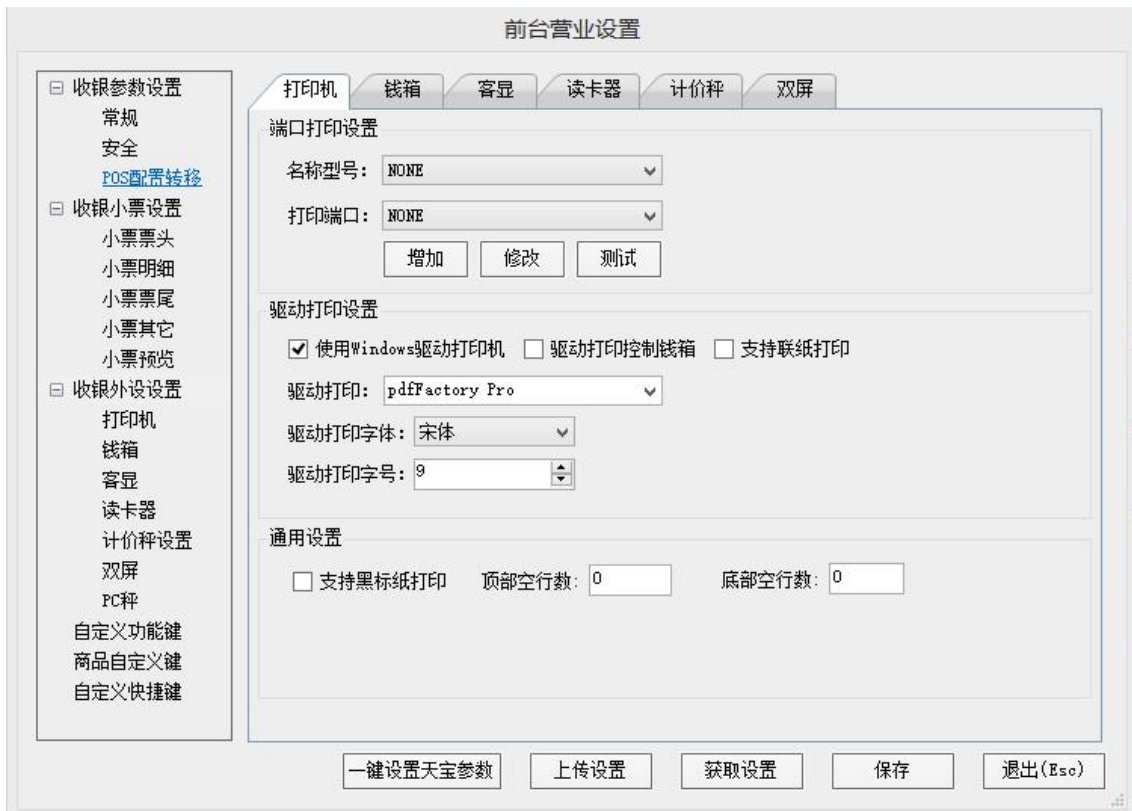 前台营业设置
收银参数设置
常规
安全
POS配置转移
收银小票设置
小票票头
小票明细
小票票尾
小票其它
小票预览
收银外设设置
打印机
钱箱
客显
读卡器
计价秤设置
双屏
PC秤
自定义功能键
商品自定义键
自定义快捷键
打印机 钱箱 客显 读卡器 计价秤 双屏
端口打印设置
名称型号: NONE
打印端口: NONE
增加 修改 测试
驱动打印设置
使用Windows驱动打印机 驱动打印控制钱箱 支持联纸打印
驱动打印: pdfFactory Pro
驱动打印字体: 宋体
驱动打印字号: 9
通用设置
支持黑标纸打印 顶部空行数: 0 底部空行数: 0
一键设置天宝参数 上传设置 获取设置 保存 退出(Esc)